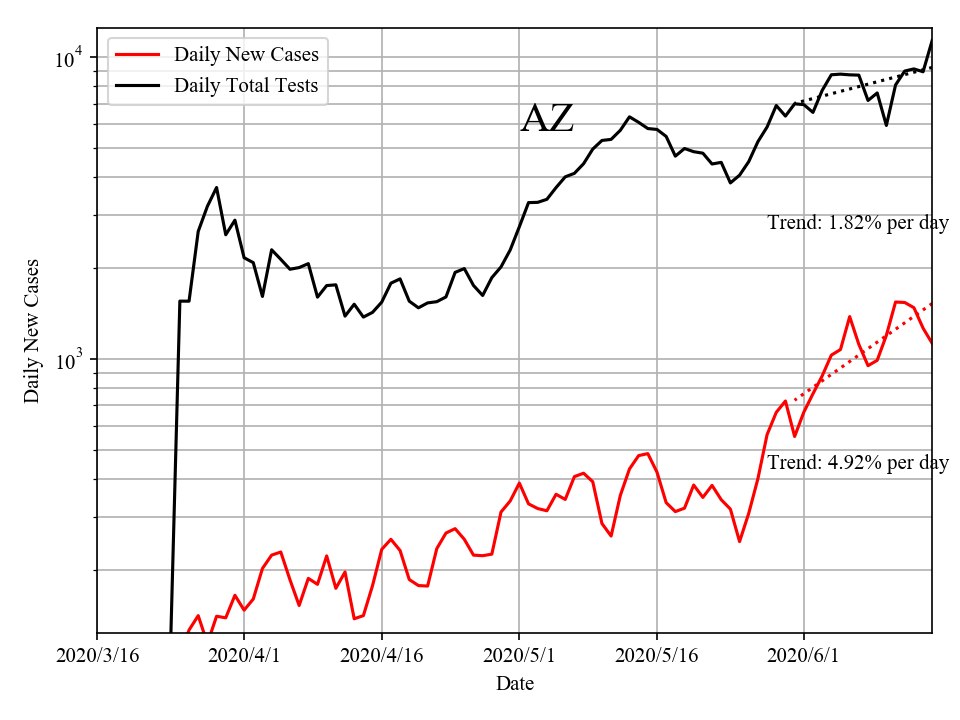 Daily New Cases
Daily Total Tests
AZ
Trend: 1.82% per day
Trend: 4.92% per day
10^4
10^3
Daily New Cases
2020/3/16 2020/4/1 2020/4/16 2020/5/1 2020/5/16 2020/6/1
Date